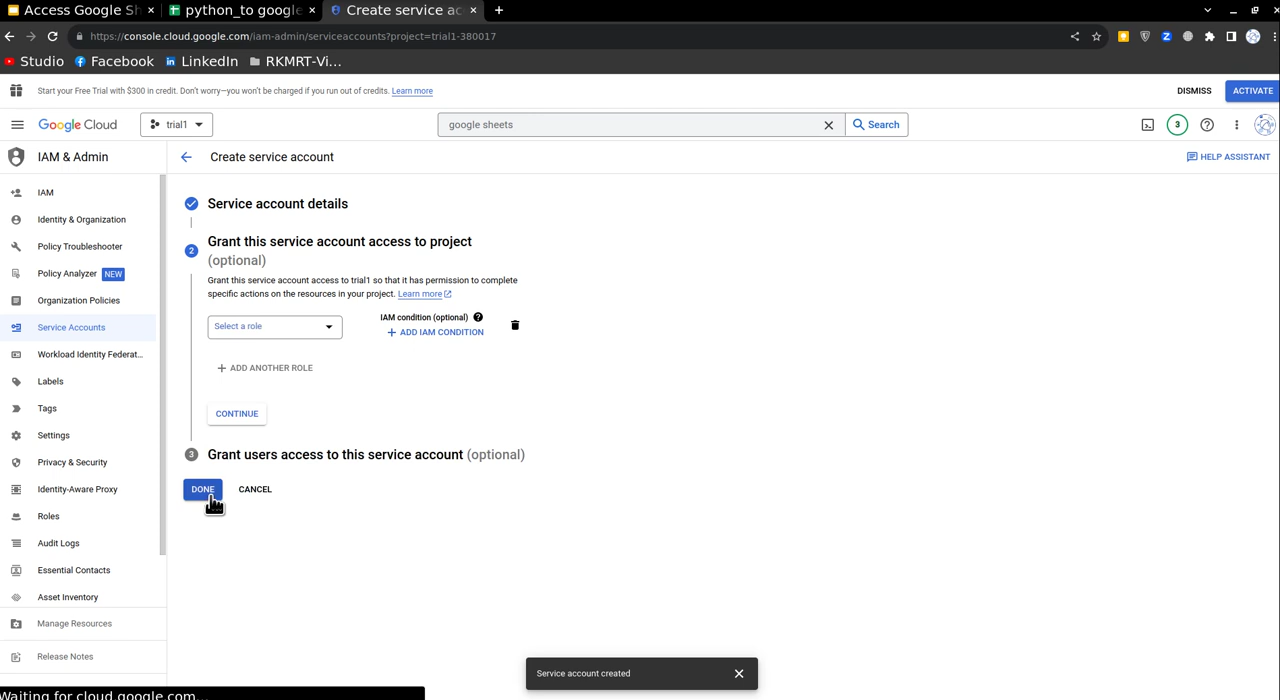 Access Google Sh
python_to google
Create service ac
https://console.cloud.google.com/iam-admin/serviceaccounts?project=trial1-380017
Studio
Facebook
LinkedIn
RKMRT-Vi...
Start your Free Trial with $300 in credit. Don't worry—you won't be charged if you run out of credits. Learn more
DISMISS
ACTIVATE
Google Cloud
trial1
google sheets
Search
3
IAM & Admin
Create service account
HELP ASSISTANT
IAM
Identity & Organization
Policy Troubleshooter
Policy Analyzer NEW
Organization Policies
Service Accounts
Workload Identity Federat...
Labels
Tags
Settings
Privacy & Security
Identity-Aware Proxy
Roles
Audit Logs
Essential Contacts
Asset Inventory
Manage Resources
Release Notes
Service account details
2 Grant this service account access to project
(optional)
Grant this service account access to trial1 so that it has permission to complete
specific actions on the resources in your project. Learn more
Select a role
IAM condition (optional)
ADD IAM CONDITION
ADD ANOTHER ROLE
CONTINUE
3 Grant users access to this service account (optional)
DONE
CANCEL
Service account created
Waiting for cloud.google.com...